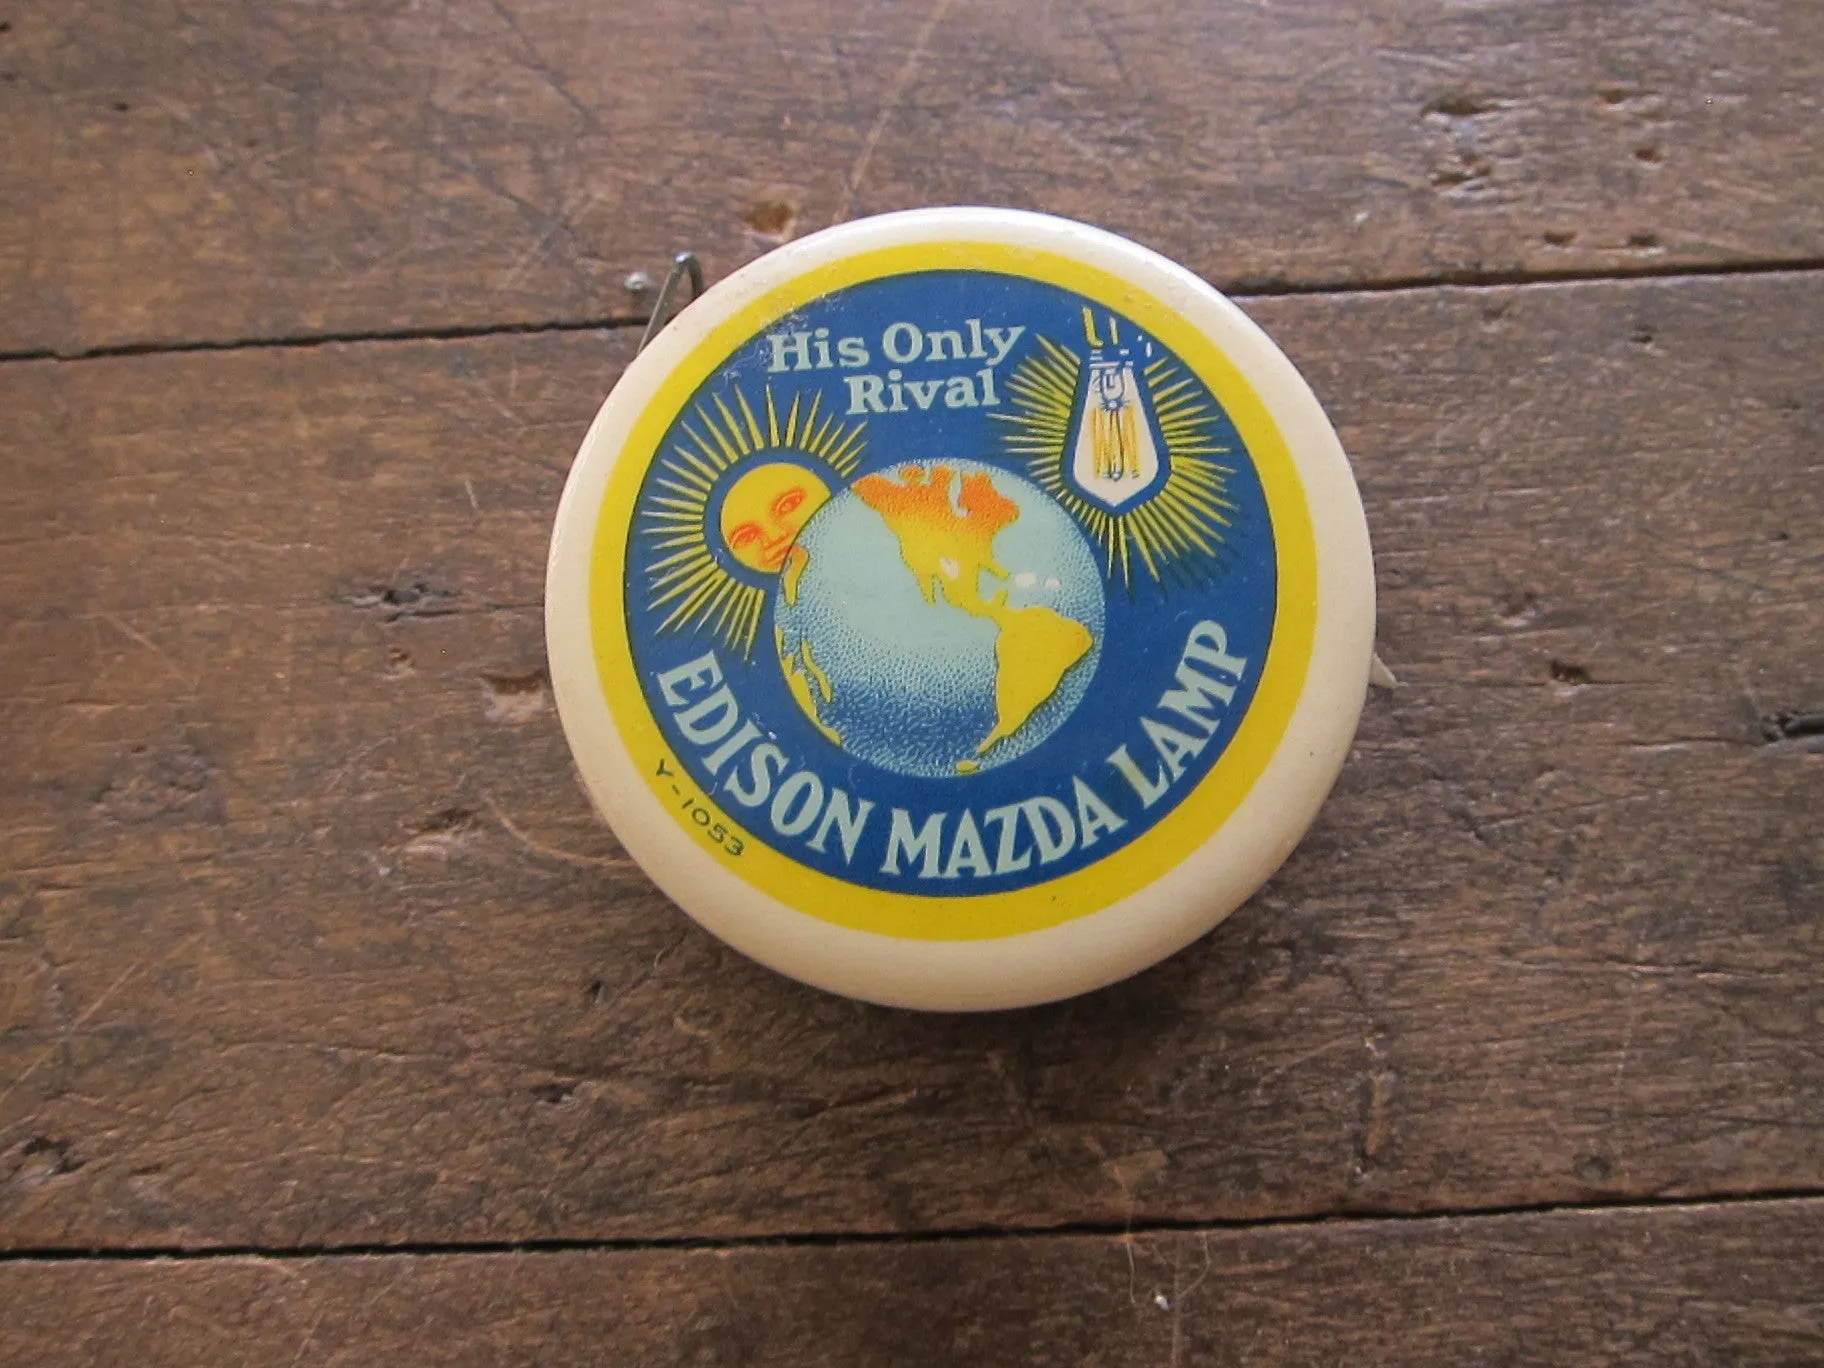 His Only
Rival
EDISON MAZDA LAMP
Y-1053